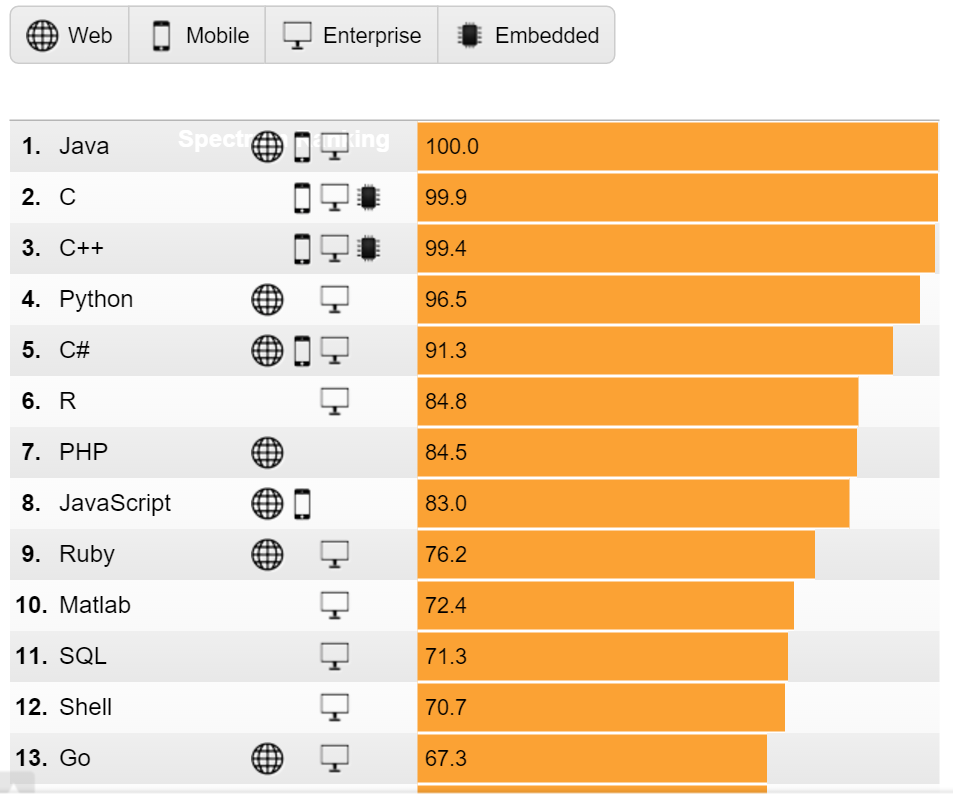 Web Mobile Enterprise Embedded
Spectrum Ranking
1. Java 100.0
2. C 99.9
3. C++ 99.4
4. Python 96.5
5. C# 91.3
6. R 84.8
7. PHP 84.5
8. JavaScript 83.0
9. Ruby 76.2
10. Matlab 72.4
11. SQL 71.3
12. Shell 70.7
13. Go 67.3